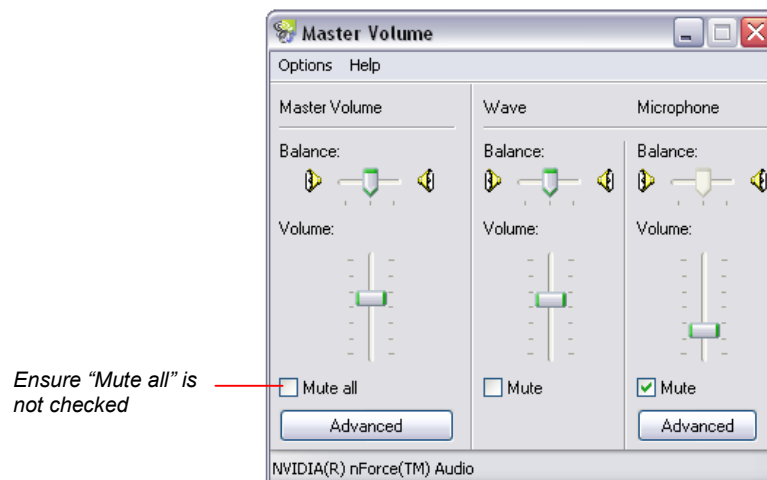 Master Volume
Options Help
Master Volume Wave Microphone
Balance: Balance: Balance:
Volume: Volume: Volume:
Ensure “Mute all” is
not checked
Mute all Mute Mute
Advanced Advanced
NVIDIA(R) nForce(TM) Audio